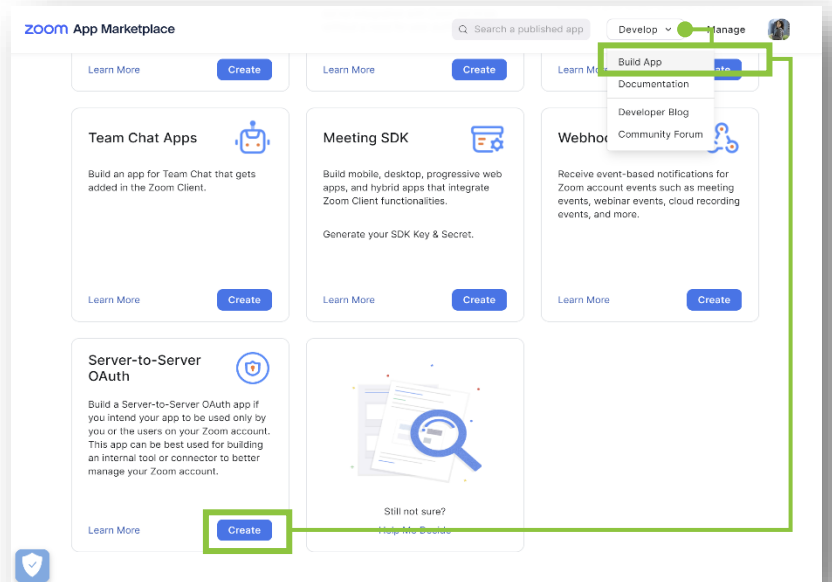 zoom App Marketplace
Search a published app
Develop
Manage
Build App
Documentation
Developer Blog
Community Forum
Learn More
Create
Learn More
Create
Learn
Team Chat Apps
Build an app for Team Chat that gets
added in the Zoom Client.
Learn More
Create
Meeting SDK
Build mobile, desktop, progressive web
apps, and hybrid apps that integrate
Zoom Client functionalities.
Generate your SDK Key & Secret.
Learn More
Create
Receive event-based notifications for
Zoom account events such as meeting
events, webinar events, cloud recording
events, and more.
Learn More
Create
Server-to-Server
OAuth
Build a Server-to-Server OAuth app if
you intend your app to be used only by
you or the users on your Zoom account.
This app can be best used for building
an internal tool or connector to better
manage your Zoom account.
Learn More
Create
Still not sure?
Help Me Decide